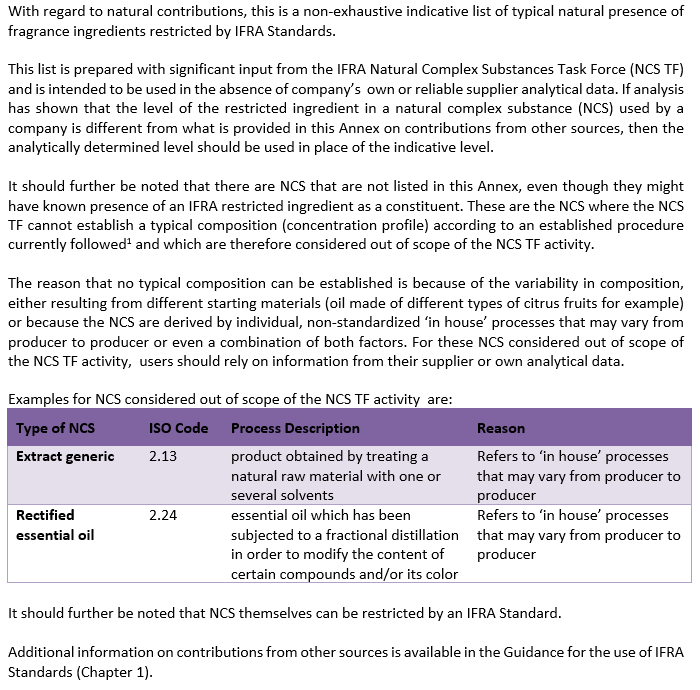 With regard to natural contributions, this is a non-exhaustive indicative list of typical natural presence of
fragrance ingredients restricted by IFRA Standards.
This list is prepared with significant input from the IFRA Natural Complex Substances Task Force (NCS TF)
and is intended to be used in the absence of company's own or reliable supplier analytical data. If analysis
has shown that the level of the restricted ingredient in a natural complex substance (NCS) used by a
company is different from what is provided in this Annex on contributions from other sources, then the
analytically determined level should be used in place of the indicative level.
It should further be noted that there are NCS that are not listed in this Annex, even though they might
have known presence of an IFRA restricted ingredient as a constituent. These are the NCS where the NCS
TF cannot establish a typical composition (concentration profile) according to an established procedure
currently followed¹ and which are therefore considered out of scope of the NCS TF activity.
The reason that no typical composition can be established is because of the variability in composition,
either resulting from different starting materials (oil made of different types of citrus fruits for example)
or because the NCS are derived by individual, non-standardized 'in house' processes that may vary from
producer to producer or even a combination of both factors. For these NCS considered out of scope of
the NCS TF activity, users should rely on information from their supplier or own analytical data.
Examples for NCS considered out of scope of the NCS TF activity are:
Type of NCS ISO Code Process Description Reason
Extract generic 2.13 product obtained by treating a Refers to 'in house' processes
natural raw material with one or that may vary from producer to
several solvents producer
Rectified 2.24 essential oil which has been Refers to 'in house' processes
essential oil subjected to a fractional distillation that may vary from producer to
in order to modify the content of producer
certain compounds and/or its color
It should further be noted that NCS themselves can be restricted by an IFRA Standard.
Additional information on contributions from other sources is available in the Guidance for the use of IFRA
Standards (Chapter 1).